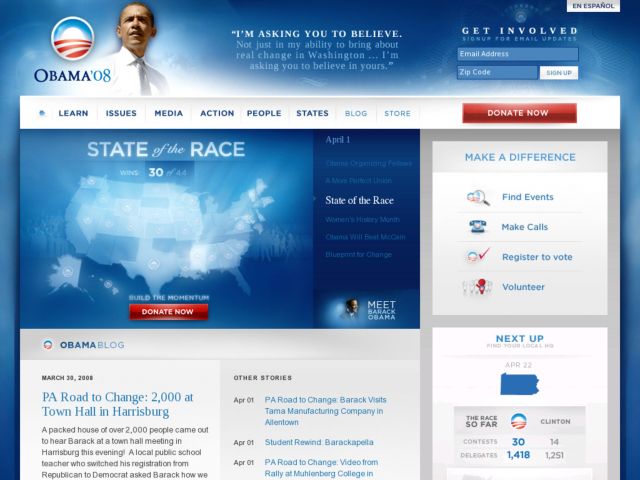 EN ESPAÑOL
OBAMA'08
"I'M ASKING YOU TO BELIEVE.
Not just in my ability to bring about
real change in Washington ... I'm
asking you to believe in yours."
GET INVOLVED
SIGNUP FOR EMAIL UPDATES
Email Address
Zip Code
SIGN UP
LEARN
ISSUES
MEDIA
ACTION
PEOPLE
STATES
BLOG
STORE
DONATE NOW
STATE of the RACE
WINS: 30 of 44
BUILD THE MOMENTUM
DONATE NOW
April 1
Obama Organizing Fellows
A More Perfect Union
State of the Race
Women's History Month
Obama Will Beat McCain
Blueprint for Change
MEET
BARACK
OBAMA
MAKE A DIFFERENCE
Find Events
Make Calls
Register to vote
Volunteer
OBAMABLOG
MARCH 30, 2008
PA Road to Change: 2,000 at
Town Hall in Harrisburg
A packed house of over 2,000 people came
out to hear Barack at a town hall meeting in
Harrisburg this evening! A local public school
teacher who switched his registration from
Republican to Democrat asked Barack how we
OTHER STORIES
Apr 01 PA Road to Change: Barack Visits
Tama Manufacturing Company in
Allentown
Apr 01 Student Rewind: Barackapella
Apr 01 PA Road to Change: Video from
Rally at Muhlenberg College in
NEXT UP
FIND YOUR LOCAL HQ
APR 22
THE RACE
SO FAR
CLINTON
CONTESTS 30 14
DELEGATES 1,418 1,251